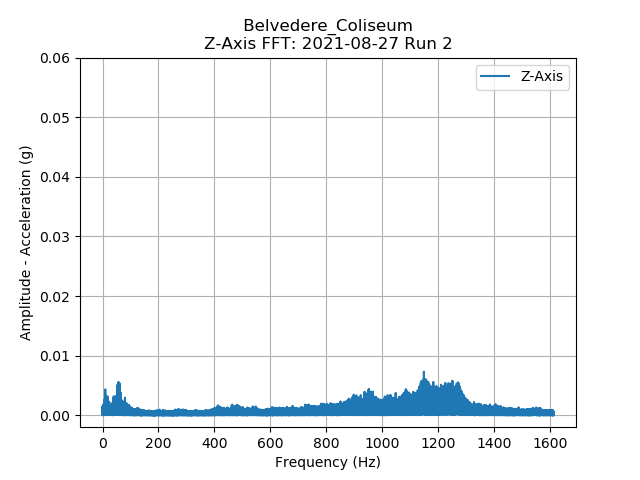 Belvedere_Coliseum
Z-Axis FFT: 2021-08-27 Run 2
Z-Axis
0.06
0.05
0.04
0.03
0.02
0.01
0.00
Amplitude - Acceleration (g)
0 200 400 600 800 1000 1200 1400 1600
Frequency (Hz)